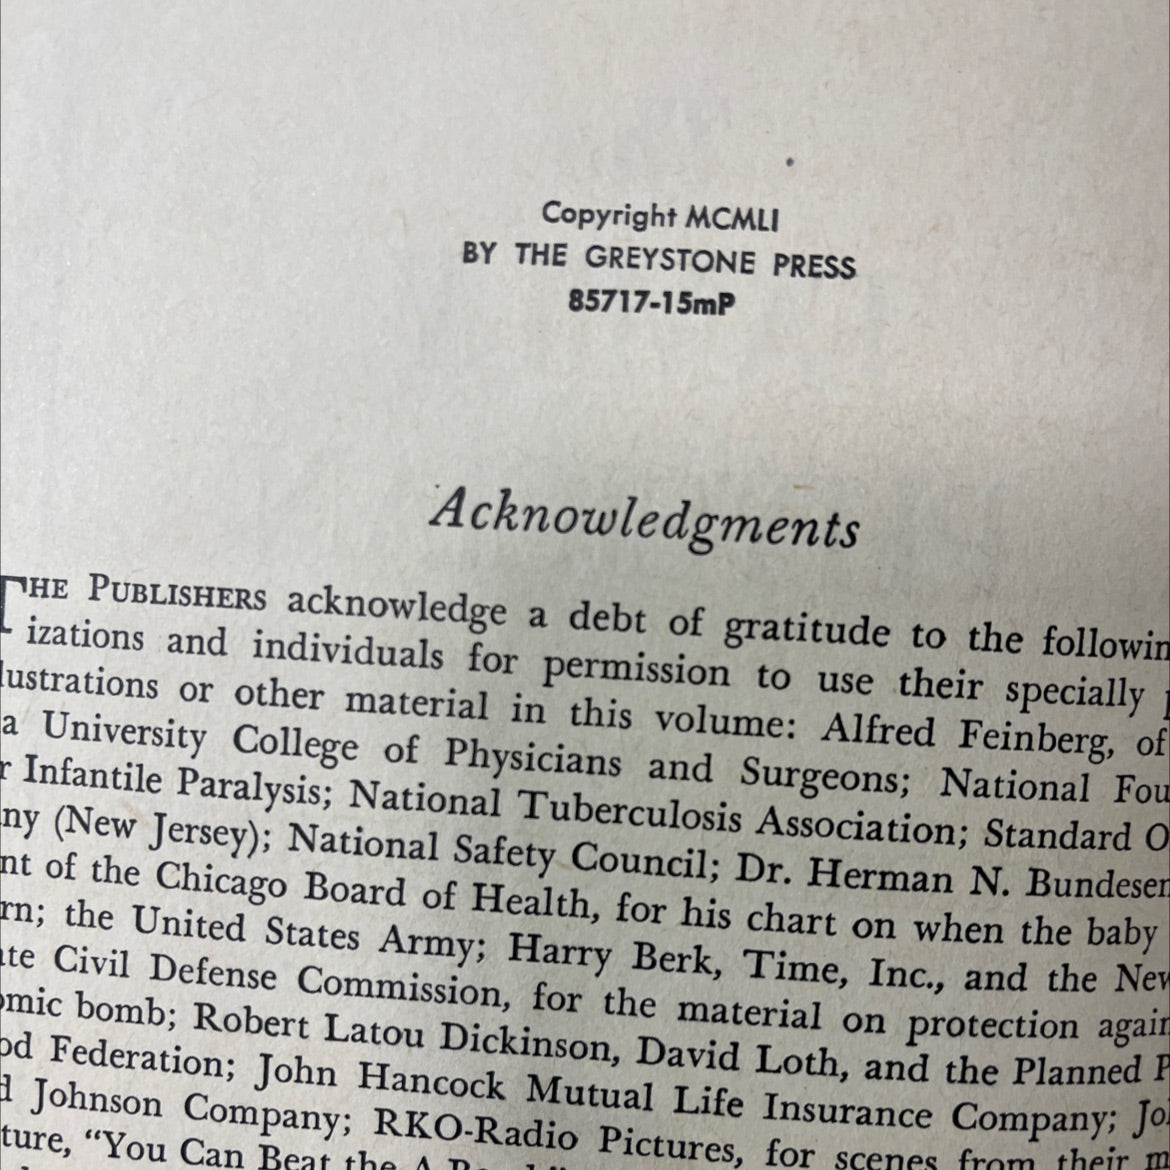 Copyright MCMLI
BY THE GREYSTONE PRESS
85717-15mP
Acknowledgments
THE PUBLISHERS acknowledge a debt of gratitude to the followin
izations and individuals for permission to use their specially
lustrations or other material in this volume: Alfred Feinberg, of
a University College of Physicians and Surgeons; National Fou
r Infantile Paralysis; National Tuberculosis Association; Standard O
ny (New Jersey); National Safety Council; Dr. Herman N. Bundesen
nt of the Chicago Board of Health, for his chart on when the baby
rn; the United States Army; Harry Berk, Time, Inc., and the New
ate Civil Defense Commission, for the material on protection again
omic bomb; Robert Latou Dickinson, David Loth, and the Planned P
od Federation; John Hancock Mutual Life Insurance Company; Jo
d Johnson Company; RKO-Radio Pictures, for scenes from their m
ture, "You Can Beat the A-Bomb"